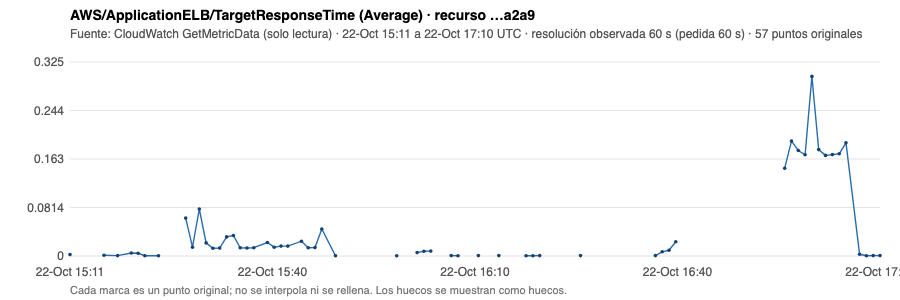 AWS/ApplicationELB/TargetResponseTime (Average) · recurso …a2a9
Fuente: CloudWatch GetMetricData (solo lectura) · 22-Oct 15:11 a 22-Oct 17:10 UTC · resolución observada 60 s (pedida 60 s) · 57 puntos originales
0.325
0.244
0.163
0.0814
0
22-Oct 15:11
22-Oct 15:40
22-Oct 16:10
22-Oct 16:40
22-Oct 17:
Cada marca es un punto original; no se interpola ni se rellena. Los huecos se muestran como huecos.